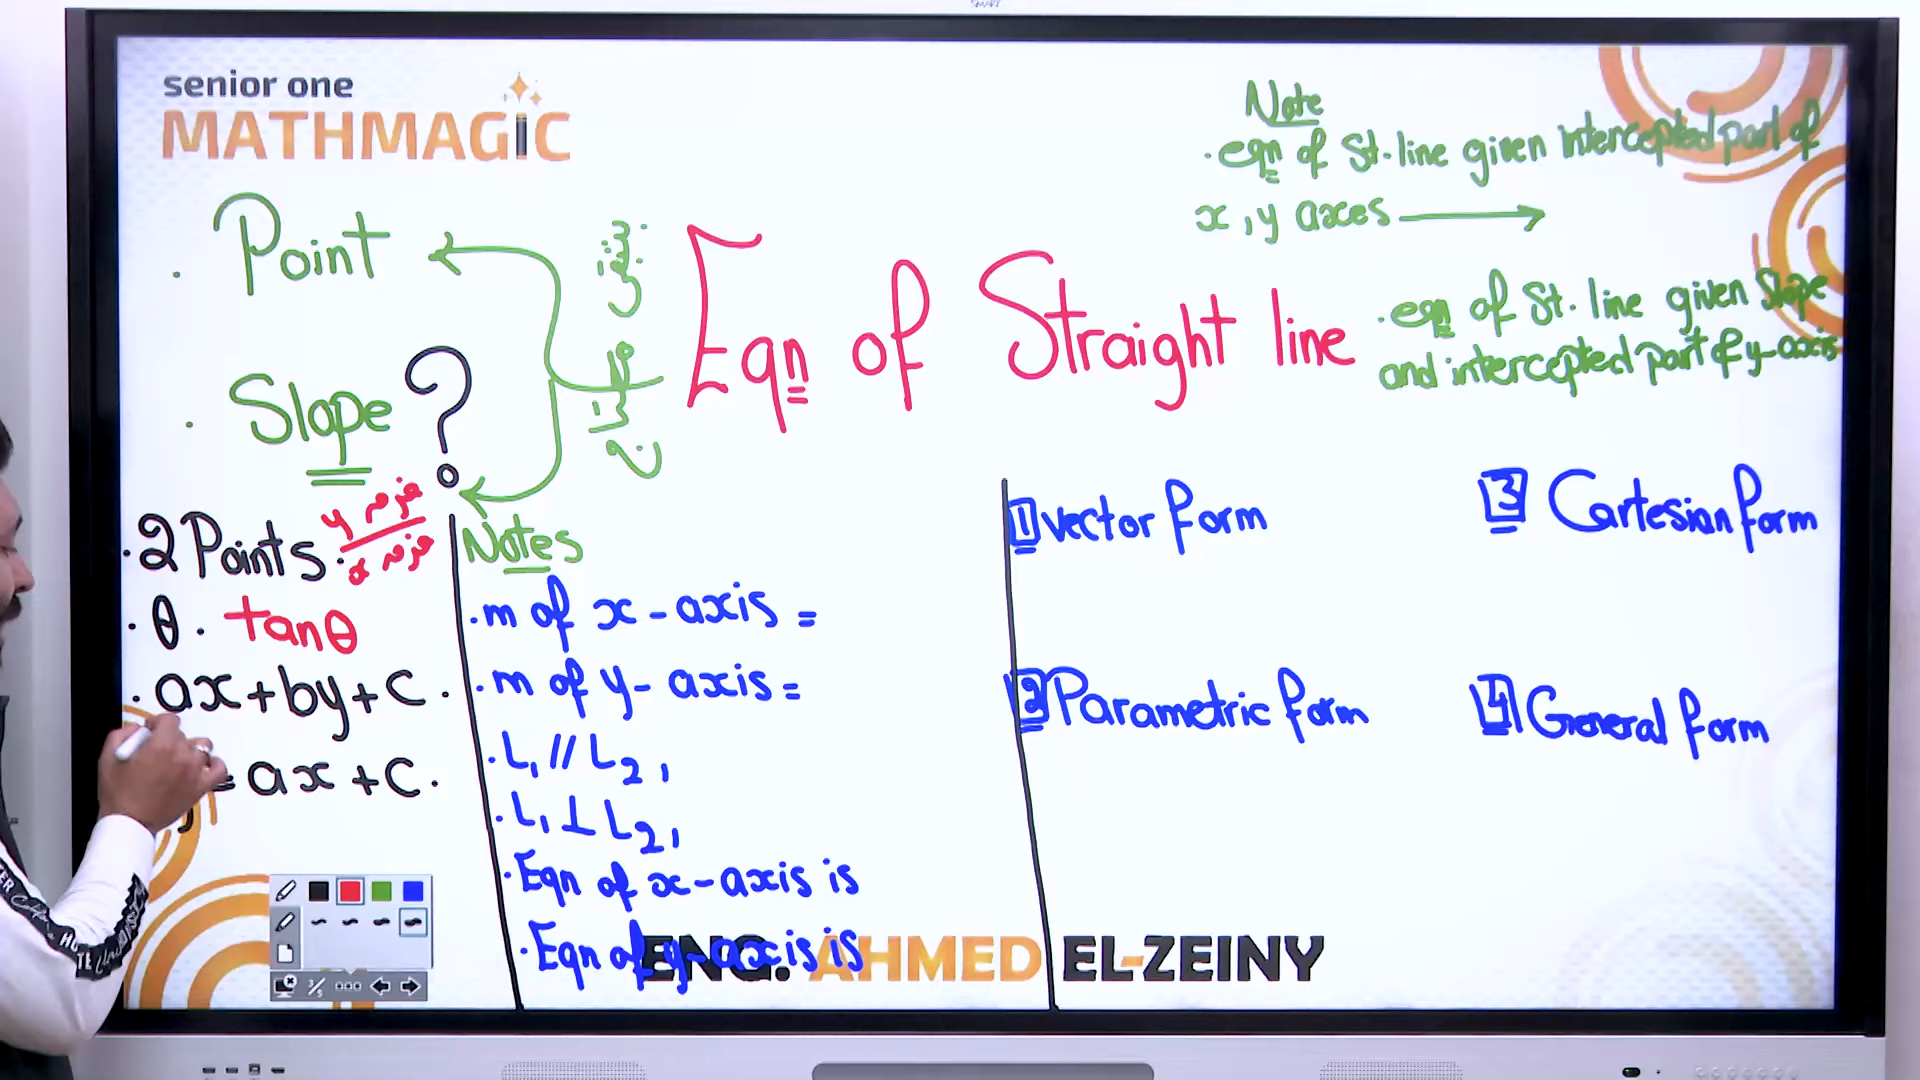 senior one
MATHMAGIC
Note
. eqn of St. line given intercepted part of
x, y axes
. eqn of St. line given Slope
and intercepted part of y-axis
Eqn of Straight line
. Point
. Slope ?
. 2 Points .
. θ . tanθ
. ax+by+c .
=ax+c .
Notes
. m of x-axis =
. m of y-axis =
. L₁ // L₂ ,
. L₁ ⊥ L₂ ,
. Eqn of x-axis is
. Eqn of y-axis is
1 Vector form
2 Parametric form
3 Cartesian form
4 General form
ENG. AHMED EL-ZEINY